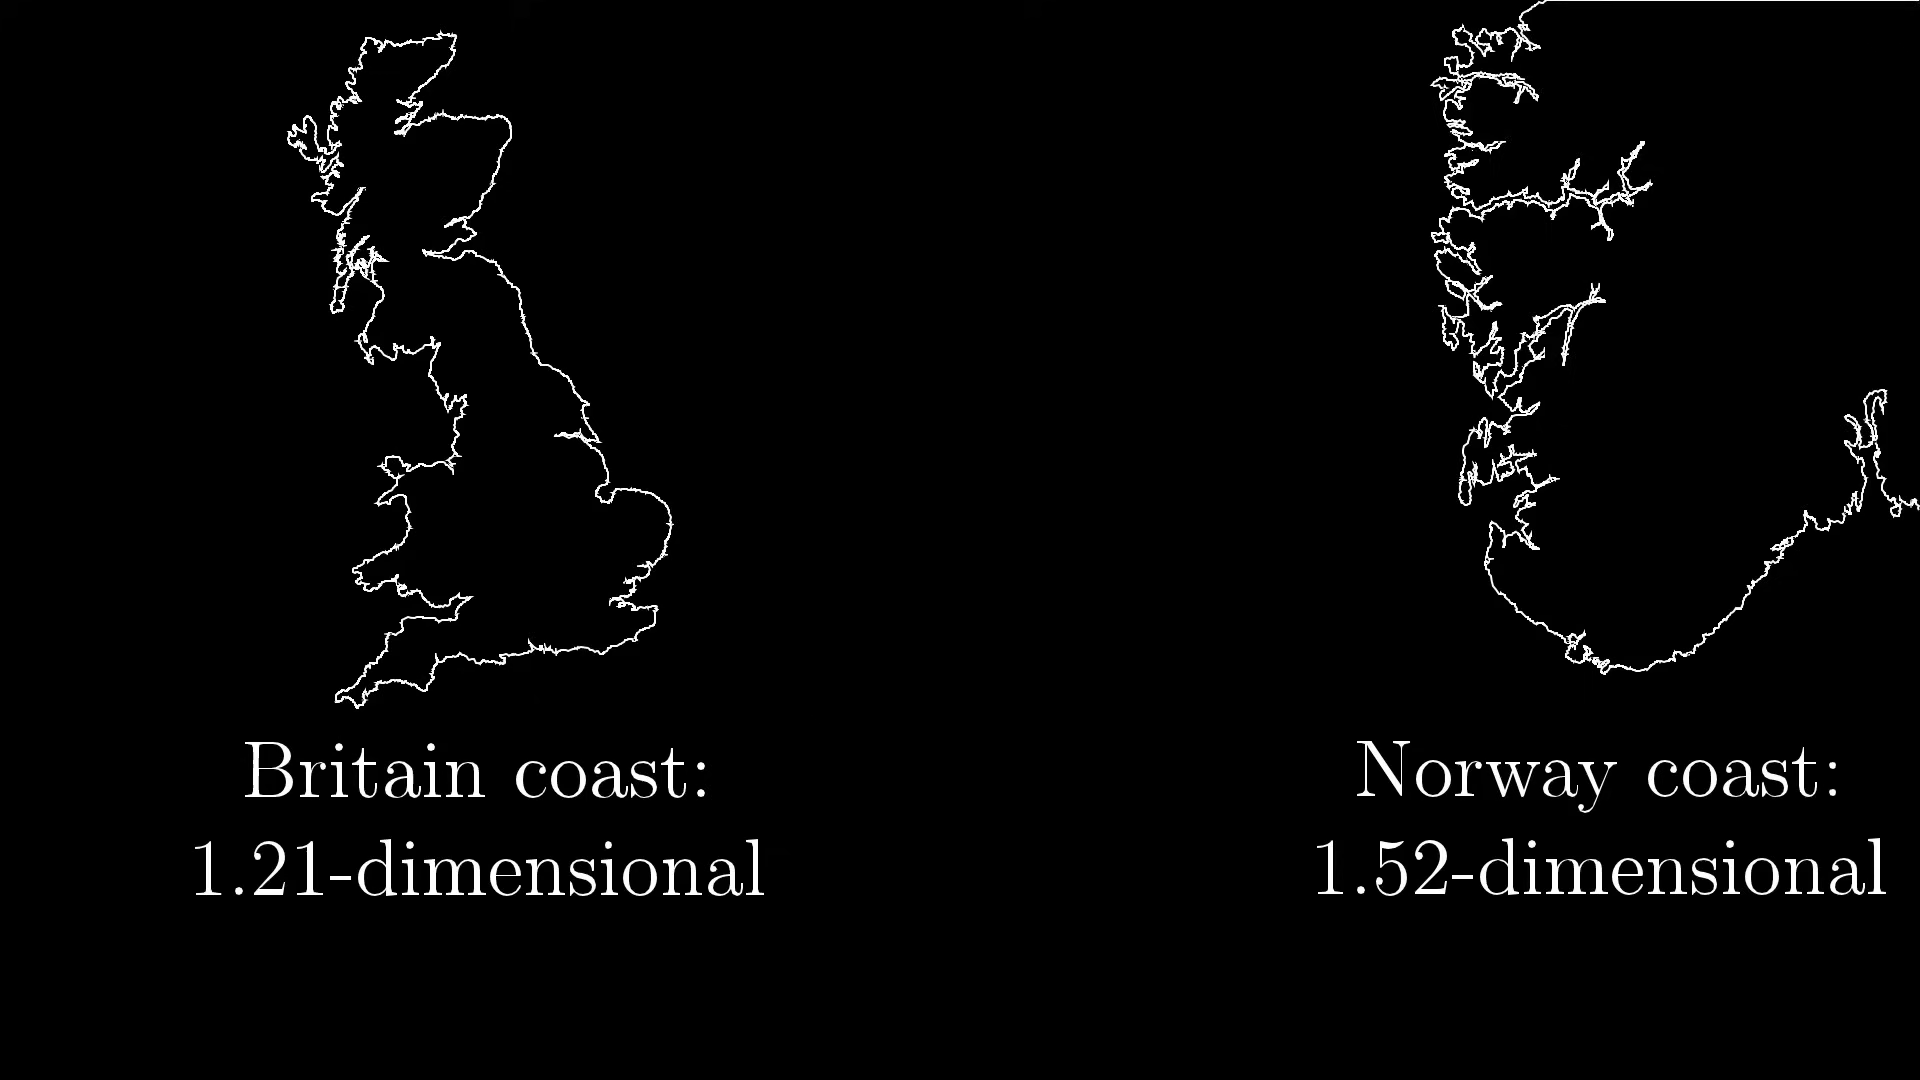 Britain coast:
1.21-dimensional
Norway coast:
1.52-dimensional